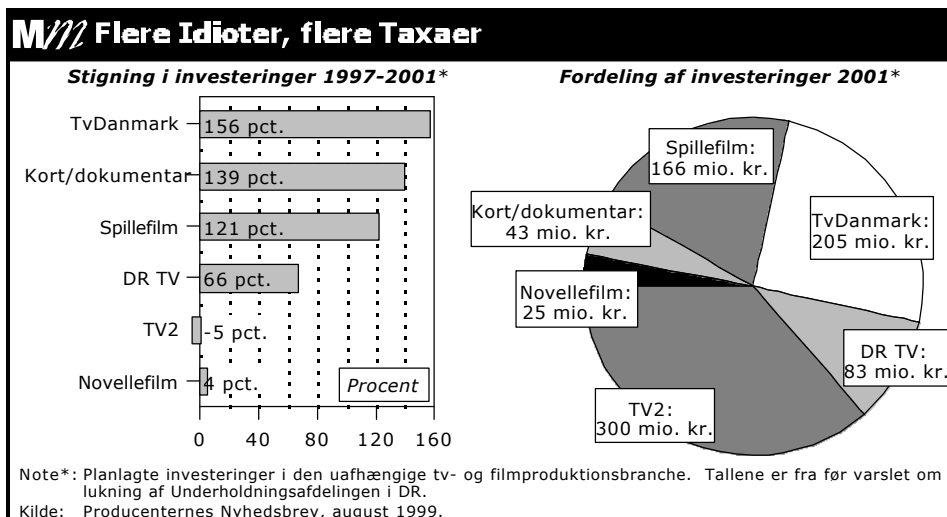 Mm Flere Idioter, flere Taxaer
Stigning i investeringer 1997-2001*
TvDanmark
156 pct.
Kort/dokumentar
139 pct.
Spillefilm
121 pct.
DR TV
66 pct.
TV2
-5 pct.
Novellefilm
4 pct.
Procent
0 40 80 120 160
Fordeling af investeringer 2001*
Spillefilm:
166 mio. kr.
TvDanmark:
205 mio. kr.
Kort/dokumentar:
43 mio. kr.
Novellefilm:
25 mio. kr.
DR TV:
83 mio. kr.
TV2:
300 mio. kr.
Note*: Planlagte investeringer i den uafhængige tv- og filmproduktionsbranche. Tallene er fra før varslet om
lukning af Underholdningsafdelingen i DR.
Kilde: Producenternes Nyhedsbrev, august 1999.